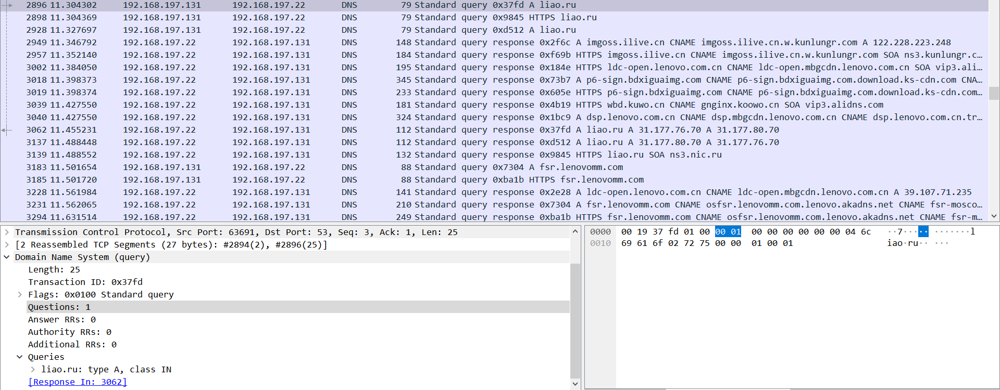 2896 11.304302 192.168.197.131 192.168.197.22 DNS 79 Standard query 0x37fd A liao.ru
2898 11.304369 192.168.197.131 192.168.197.22 DNS 79 Standard query 0x9845 HTTPS liao.ru
2928 11.327697 192.168.197.131 192.168.197.22 DNS 79 Standard query 0xd512 A liao.ru
2949 11.346792 192.168.197.22 192.168.197.131 DNS 148 Standard query response 0x2f6c A imgoss.ilive.cn CNAME imgoss.ilive.cn.w.kunlungr.com A 122.228.223.248
2957 11.352140 192.168.197.22 192.168.197.131 DNS 184 Standard query response 0xf69b HTTPS imgoss.ilive.cn CNAME imgoss.ilive.cn.w.kunlungr.com SOA ns3.kunlungr.c…
3002 11.384050 192.168.197.22 192.168.197.131 DNS 195 Standard query response 0x184e HTTPS ldc-open.lenovo.com.cn CNAME ldc-open.mbgcdn.lenovo.com.cn SOA vip3.ali…
3018 11.398373 192.168.197.22 192.168.197.131 DNS 345 Standard query response 0x73b7 A p6-sign.bdxiguaimg.com CNAME p6-sign.bdxiguaimg.com.download.ks-cdn.com CNA…
3019 11.398374 192.168.197.22 192.168.197.131 DNS 233 Standard query response 0x605e HTTPS p6-sign.bdxiguaimg.com CNAME p6-sign.bdxiguaimg.com.download.ks-cdn.com…
3039 11.427550 192.168.197.22 192.168.197.131 DNS 181 Standard query response 0x4b19 HTTPS wbd.kuwo.cn CNAME gnginx.koowo.cn SOA vip3.alidns.com
3040 11.427550 192.168.197.22 192.168.197.131 DNS 324 Standard query response 0x1bc9 A dsp.lenovo.com.cn CNAME dsp.mbgcdn.lenovo.com.cn CNAME dsp.lenovo.com.cn.tr…
3062 11.455231 192.168.197.22 192.168.197.131 DNS 112 Standard query response 0x37fd A liao.ru A 31.177.76.70 A 31.177.80.70
3137 11.488448 192.168.197.22 192.168.197.131 DNS 112 Standard query response 0xd512 A liao.ru A 31.177.80.70 A 31.177.76.70
3139 11.488552 192.168.197.22 192.168.197.131 DNS 132 Standard query response 0x9845 HTTPS liao.ru SOA ns3.nic.ru
3183 11.501654 192.168.197.131 192.168.197.22 DNS 88 Standard query 0x7304 A fsr.lenovomm.com
3185 11.501720 192.168.197.131 192.168.197.22 DNS 88 Standard query 0xba1b HTTPS fsr.lenovomm.com
3228 11.561984 192.168.197.22 192.168.197.131 DNS 141 Standard query response 0x2e28 A ldc-open.lenovo.com.cn CNAME ldc-open.mbgcdn.lenovo.com.cn A 39.107.71.235
3231 11.562065 192.168.197.22 192.168.197.131 DNS 210 Standard query response 0x7304 A fsr.lenovomm.com CNAME osfsr.lenovomm.com.lenovo.akadns.net CNAME fsr-mosco…
3294 11.631514 192.168.197.22 192.168.197.131 DNS 249 Standard query response 0xba1b HTTPS fsr.lenovomm.com CNAME osfsr.lenovomm.com.lenovo.akadns.net CNAME fsr-m…
Transmission Control Protocol, Src Port: 63691, Dst Port: 53, Seq: 3, Ack: 1, Len: 25
[2 Reassembled TCP Segments (27 bytes): #2894(2), #2896(25)]
Domain Name System (query)
Length: 25
Transaction ID: 0x37fd
Flags: 0x0100 Standard query
Questions: 1
Answer RRs: 0
Authority RRs: 0
Additional RRs: 0
Queries
liao.ru: type A, class IN
[Response In: 3062]
0000 00 19 37 fd 01 00 00 01 00 00 00 00 00 00 04 6c ··7····· ·······l
0010 69 61 6f 02 72 75 00 00 01 00 01 iao·ru·· ···